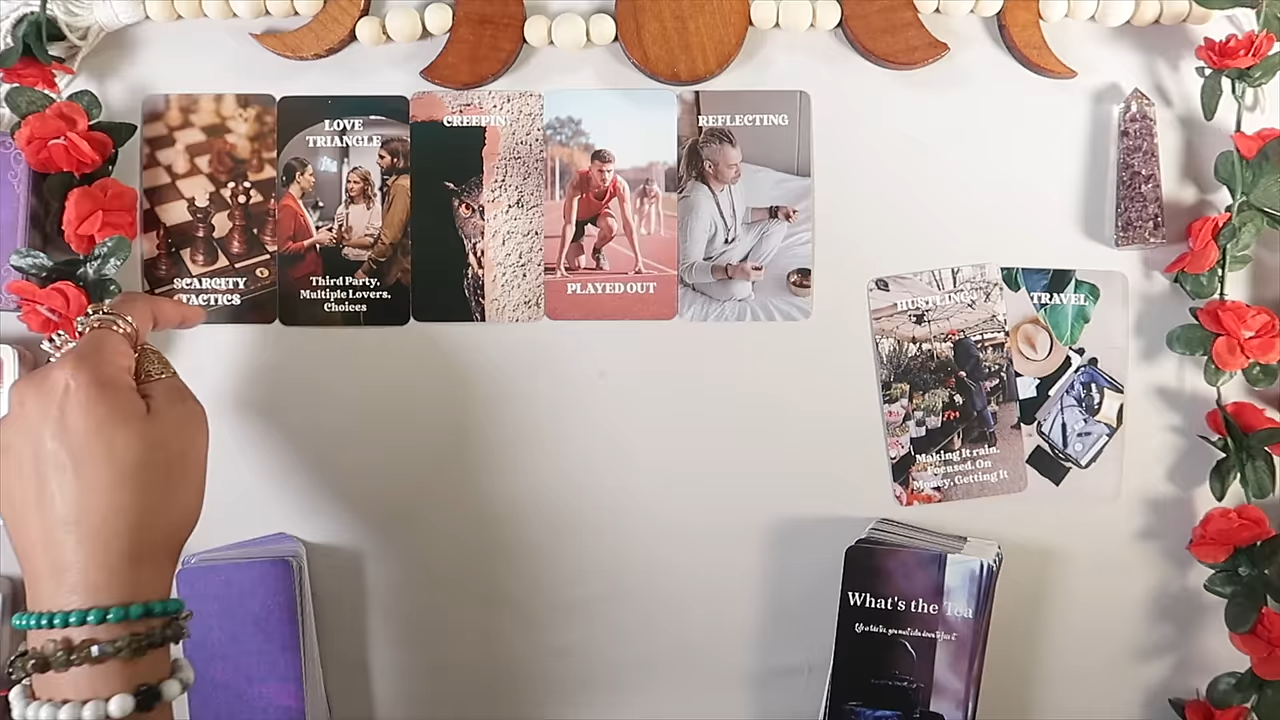 SCARCITY
TACTICS
LOVE
TRIANGLE
Third Party,
Multiple Lovers,
Choices
CREEPIN
PLAYED OUT
REFLECTING
HUSTLING
Making It rain.
Focused. On
Money, Getting It
TRAVEL
What's the Tea